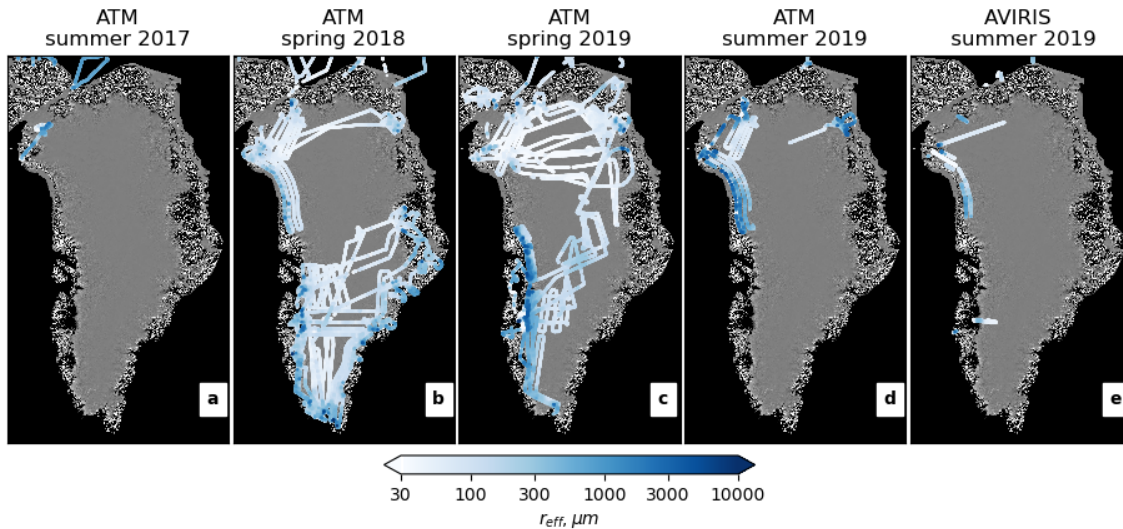 ATM
summer 2017
ATM
spring 2018
ATM
spring 2019
ATM
summer 2019
AVIRIS
summer 2019
a
b
c
d
e
30 100 300 1000 3000 10000
r_eff, μm